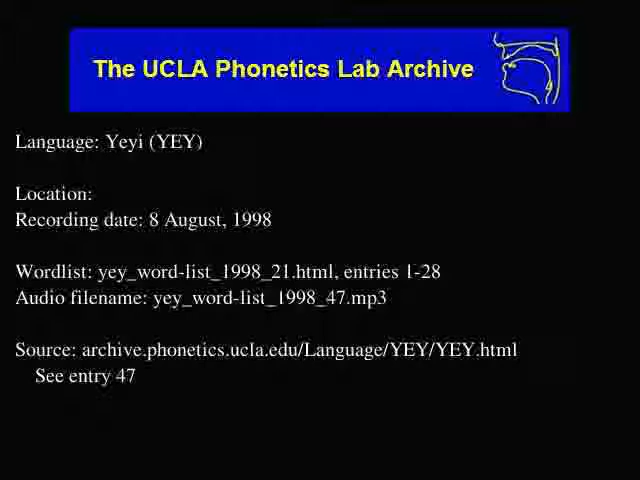 The UCLA Phonetics Lab Archive
Language: Yeyi (YEY)
Location:
Recording date: 8 August, 1998
Wordlist: yey_word-list_1998_21.html, entries 1-28
Audio filename: yey_word-list_1998_47.mp3
Source: archive.phonetics.ucla.edu/Language/YEY/YEY.html
See entry 47